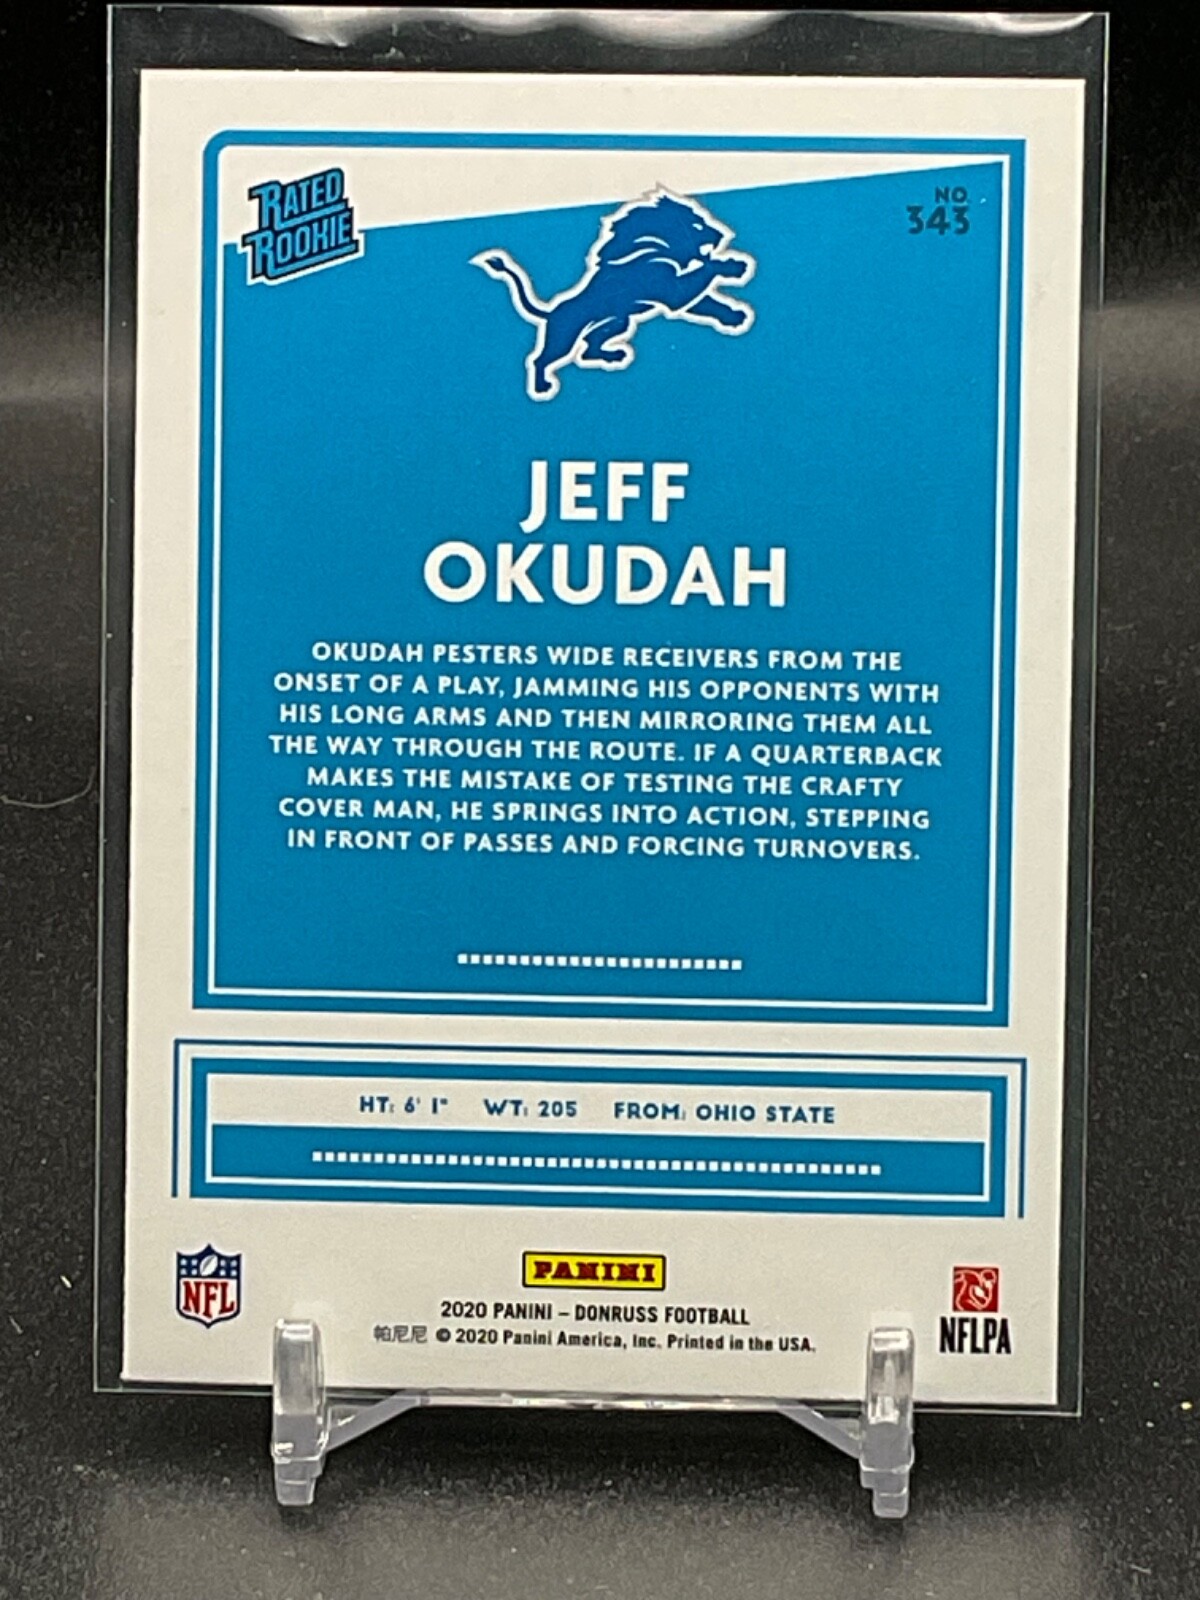 RATED
ROOKIE
NO.
343
JEFF
OKUDAH
OKUDAH PESTERS WIDE RECEIVERS FROM THE
ONSET OF A PLAY, JAMMING HIS OPPONENTS WITH
HIS LONG ARMS AND THEN MIRRORING THEM ALL
THE WAY THROUGH THE ROUTE. IF A QUARTERBACK
MAKES THE MISTAKE OF TESTING THE CRAFTY
COVER MAN, HE SPRINGS INTO ACTION, STEPPING
IN FRONT OF PASSES AND FORCING TURNOVERS.
HT: 6' 1" WT: 205 FROM: OHIO STATE
NFL
PANINI
2020 PANINI – DONRUSS FOOTBALL
帕尼尼 © 2020 Panini America, Inc. Printed in the USA.
NFLPA